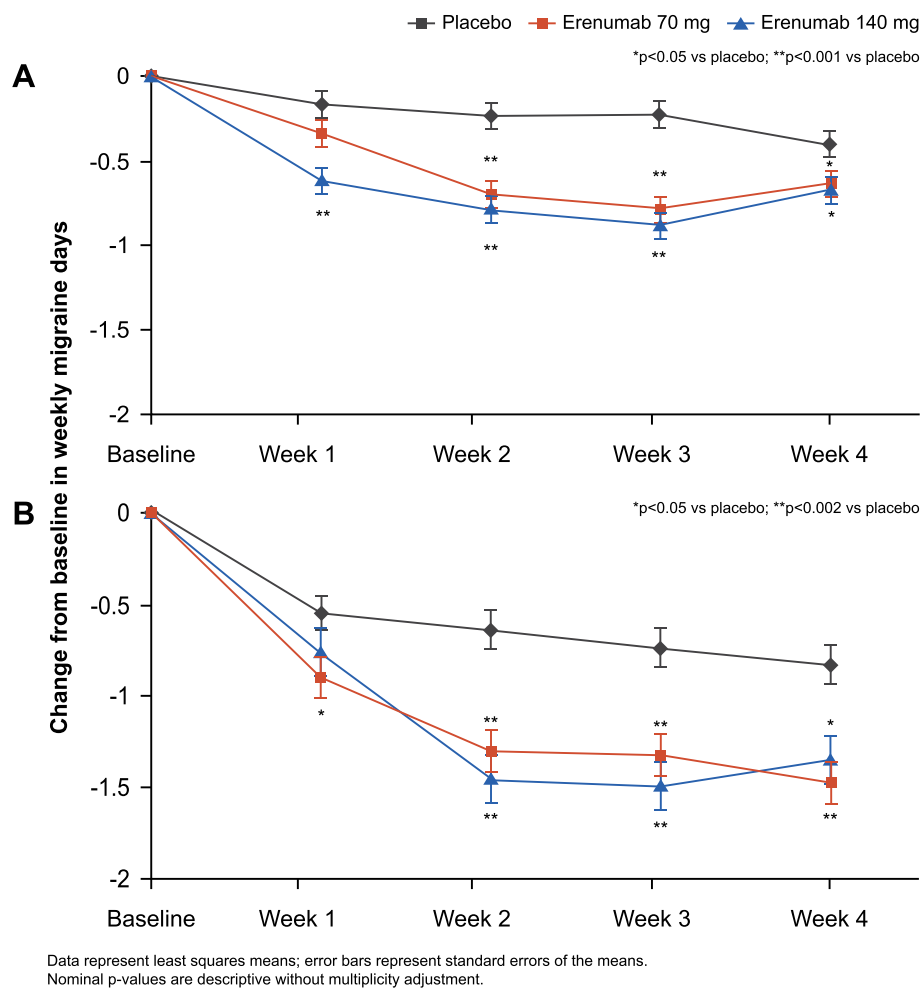 Placebo Erenumab 70 mg Erenumab 140 mg
*p<0.05 vs placebo; **p<0.001 vs placebo
A
0
-0.5
-1
-1.5
-2
** ** *
** ** ** *
Baseline Week 1 Week 2 Week 3 Week 4
Change from baseline in weekly migraine days
B
*p<0.05 vs placebo; **p<0.002 vs placebo
0
-0.5
-1
-1.5
-2
* ** ** *
** ** **
Baseline Week 1 Week 2 Week 3 Week 4
Data represent least squares means; error bars represent standard errors of the means.
Nominal p-values are descriptive without multiplicity adjustment.